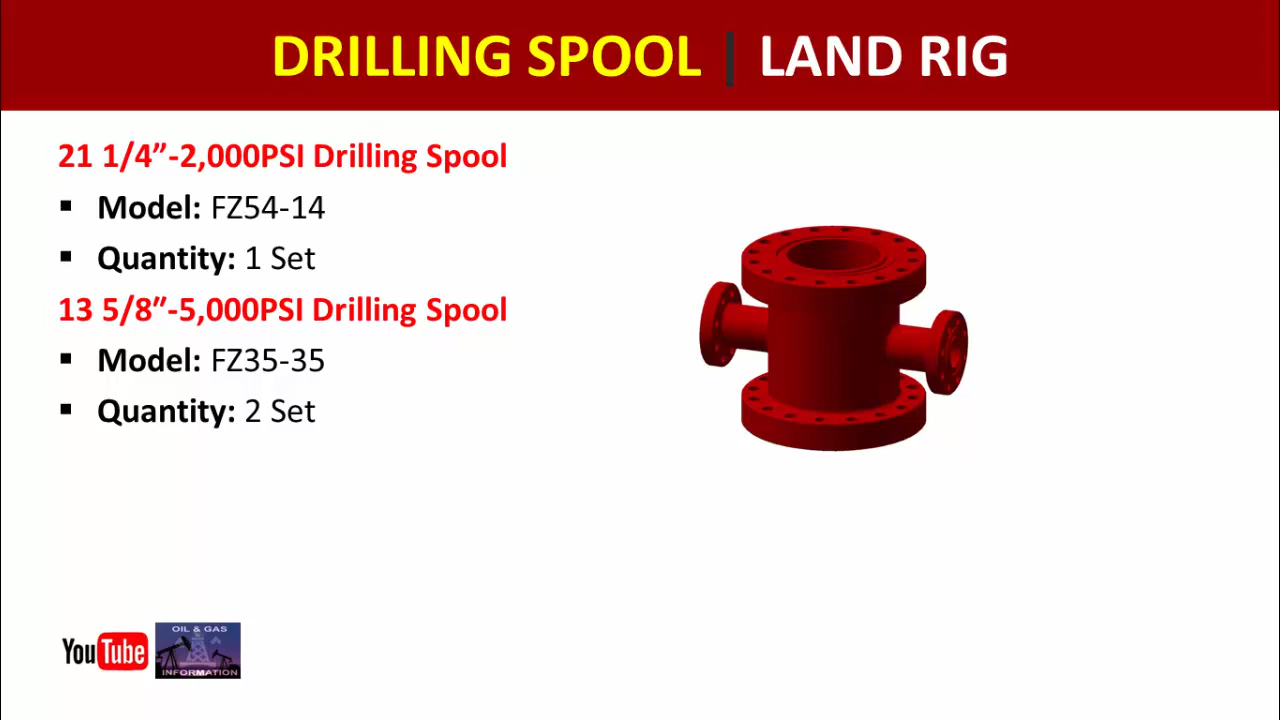 DRILLING SPOOL | LAND RIG
21 1/4”-2,000PSI Drilling Spool
▪ Model: FZ54-14
▪ Quantity: 1 Set
13 5/8”-5,000PSI Drilling Spool
▪ Model: FZ35-35
▪ Quantity: 2 Set
YouTube
OIL & GAS
INFORMATION